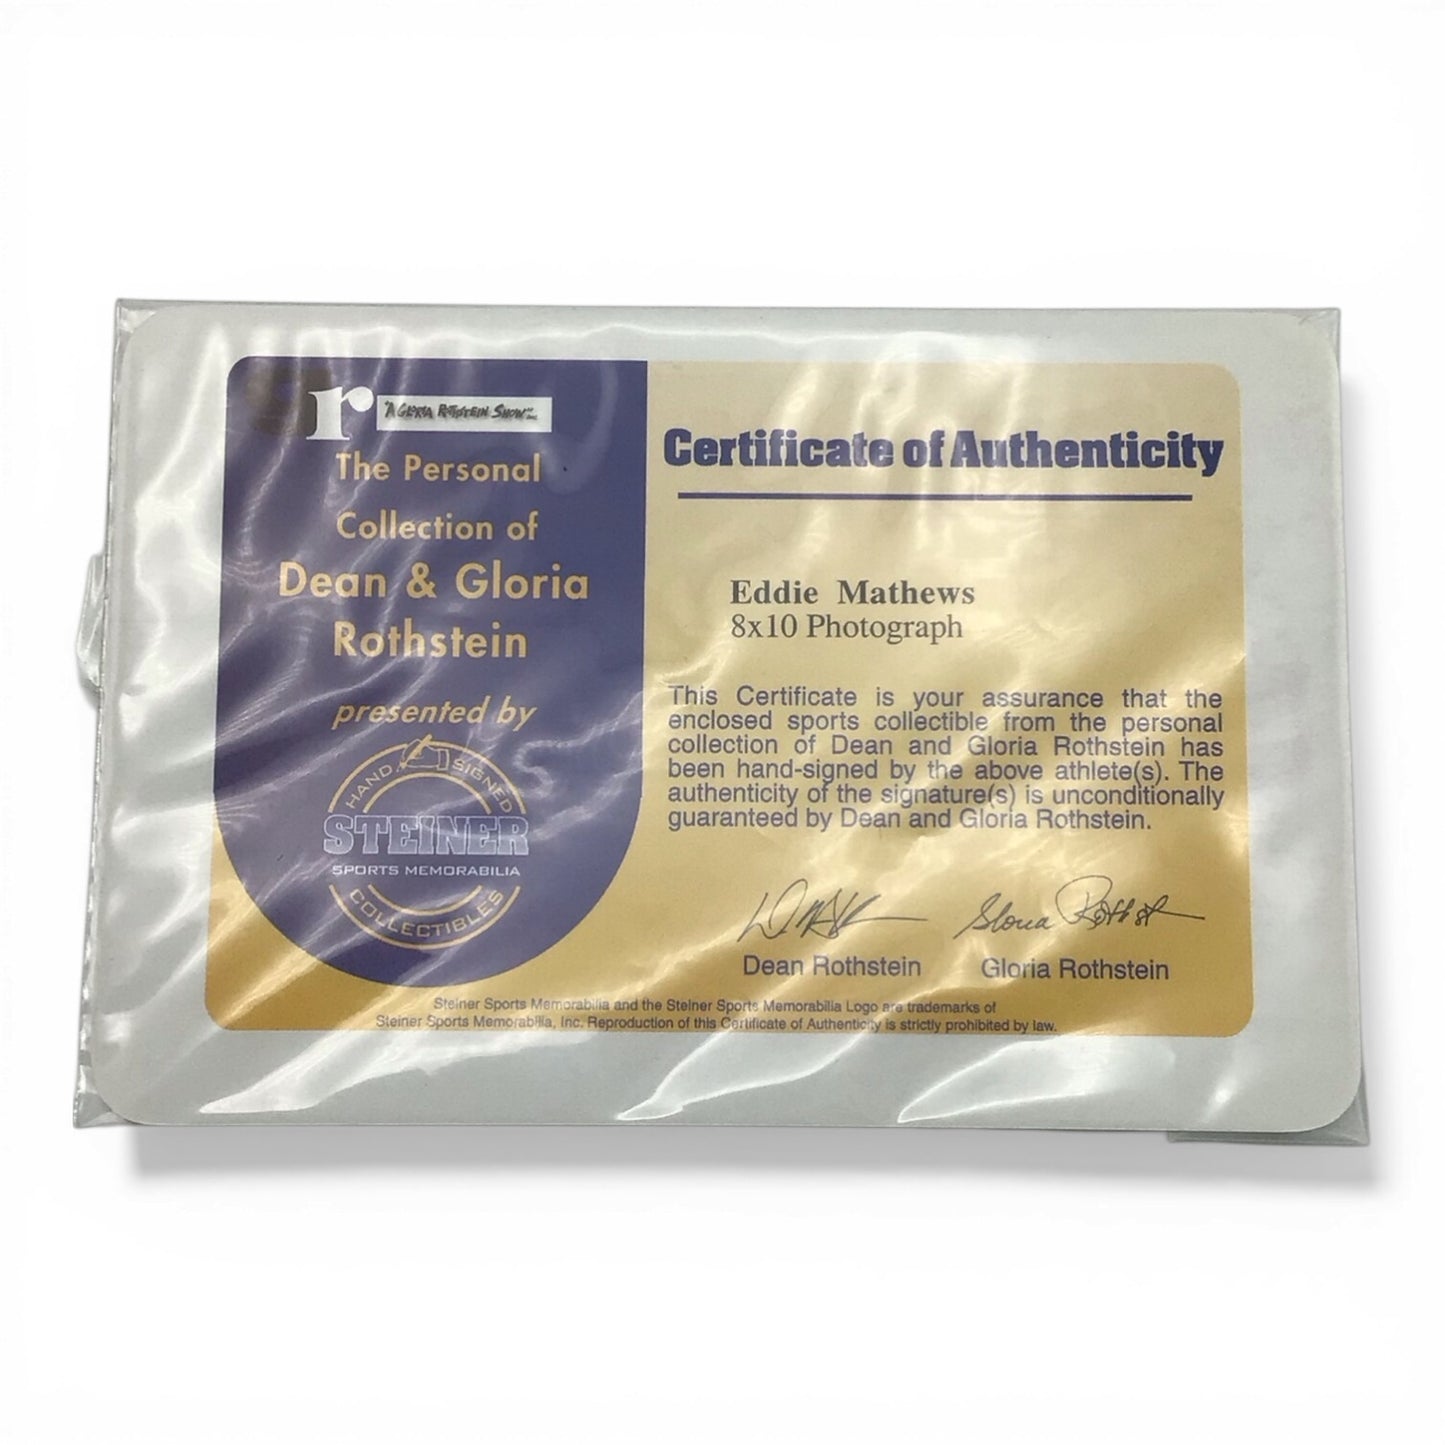 gr "A GLORIA ROTHSTEIN SHOW" INC.
The Personal
Collection of
Dean & Gloria
Rothstein
presented by
HAND SIGNED
STEINER
SPORTS MEMORABILIA
COLLECTIBLES
Certificate of Authenticity
Eddie Mathews
8x10 Photograph
This Certificate is your assurance that the
enclosed sports collectible from the personal
collection of Dean and Gloria Rothstein has
been hand-signed by the above athlete(s). The
authenticity of the signature(s) is unconditionally
guaranteed by Dean and Gloria Rothstein.
Dean Rothstein Gloria Rothstein
Steiner Sports Memorabilia and the Steiner Sports Memorabilia Logo are trademarks of
Steiner Sports Memorabilia, Inc. Reproduction of this Certificate of Authenticity is strictly prohibited by law.